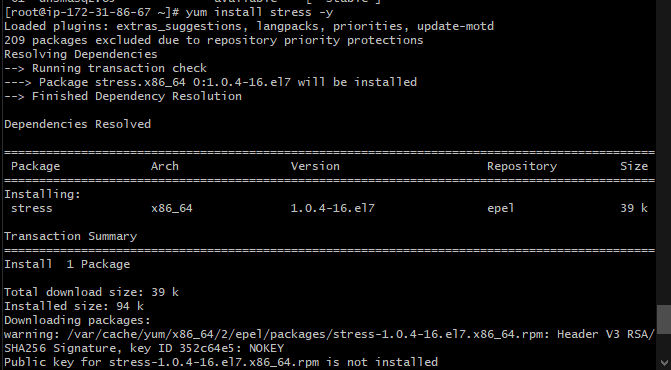 [root@ip-172-31-86-67 ~]# yum install stress -y
Loaded plugins: extras_suggestions, langpacks, priorities, update-motd
209 packages excluded due to repository priority protections
Resolving Dependencies
--> Running transaction check
---> Package stress.x86_64 0:1.0.4-16.el7 will be installed
--> Finished Dependency Resolution
Dependencies Resolved
================================================================================
Package Arch Version Repository Size
================================================================================
Installing:
stress x86_64 1.0.4-16.el7 epel 39 k
Transaction Summary
================================================================================
Install 1 Package
Total download size: 39 k
Installed size: 94 k
Downloading packages:
warning: /var/cache/yum/x86_64/2/epel/packages/stress-1.0.4-16.el7.x86_64.rpm: Header V3 RSA/
SHA256 Signature, key ID 352c64e5: NOKEY
Public key for stress-1.0.4-16.el7.x86_64.rpm is not installed